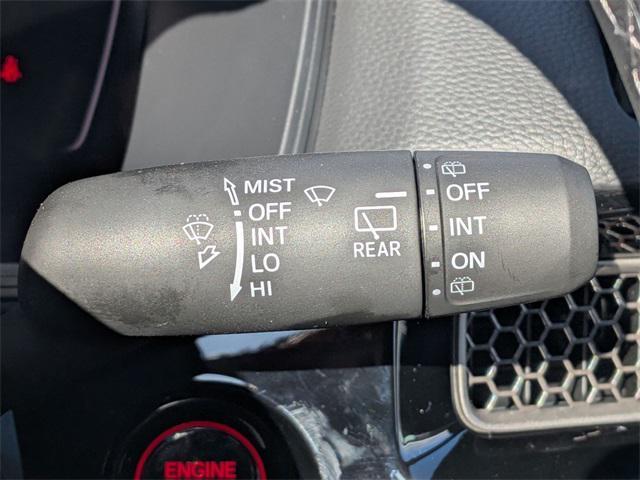 MIST
OFF
INT
LO
HI
REAR
OFF
INT
ON
ENGINE